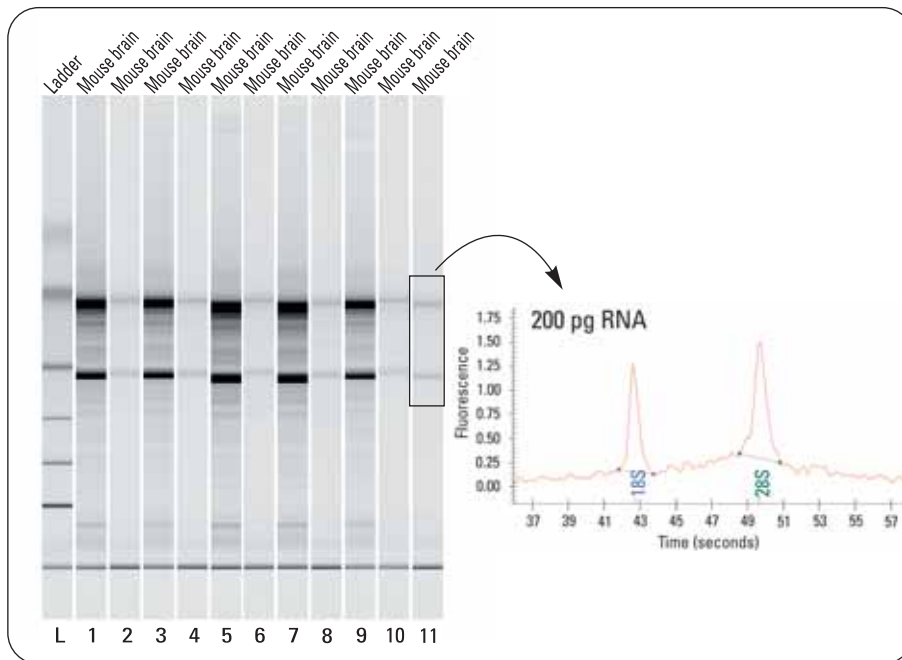 Ladder
Mouse brain
Mouse brain
Mouse brain
Mouse brain
Mouse brain
Mouse brain
Mouse brain
Mouse brain
Mouse brain
Mouse brain
Mouse brain
L 1 2 3 4 5 6 7 8 9 10 11
200 pg RNA
Fluorescence
1.75
1.50
1.25
1.00
0.75
0.50
0.25
0.00
18S
28S
37 39 41 43 45 47 49 51 53 55 57
Time (seconds)